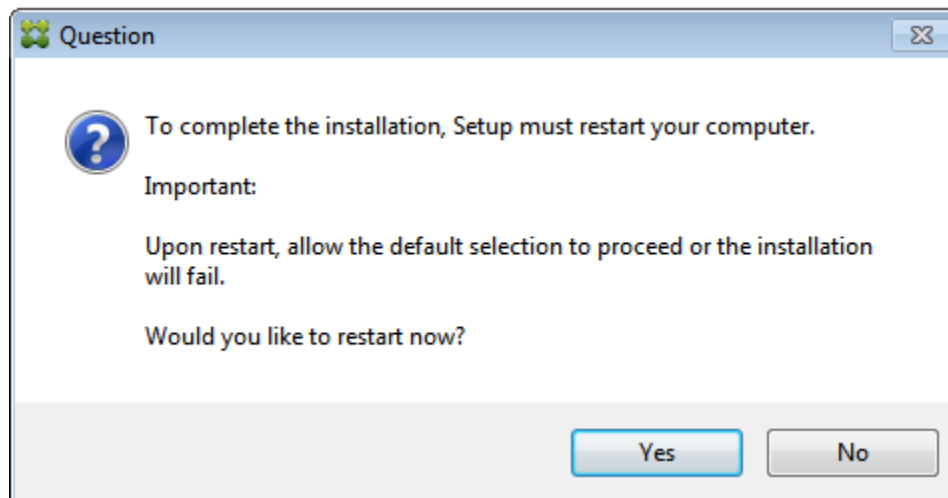 Question
To complete the installation, Setup must restart your computer.
Important:
Upon restart, allow the default selection to proceed or the installation
will fail.
Would you like to restart now?
Yes
No